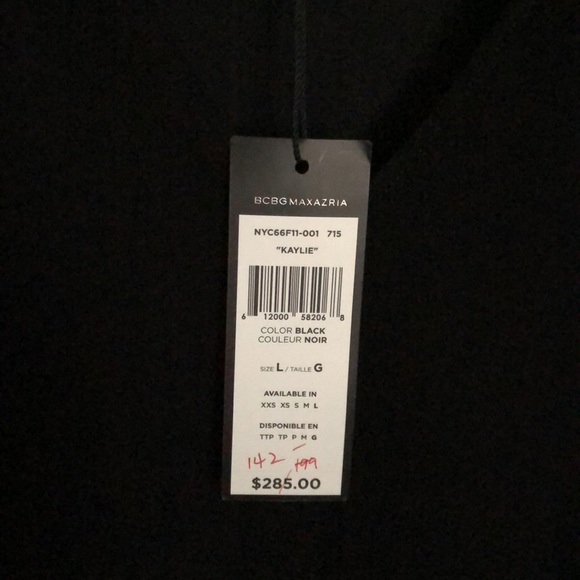 BCBGMAXAZRIA
NYC66F11-001 715
"KAYLIE"
6 12000 58206 8
COLOR BLACK
COULEUR NOIR
SIZE L / TAILLE G
AVAILABLE IN
XXS XS S M L
DISPONIBLE EN
TTP TP P M G
142 199
$285.00